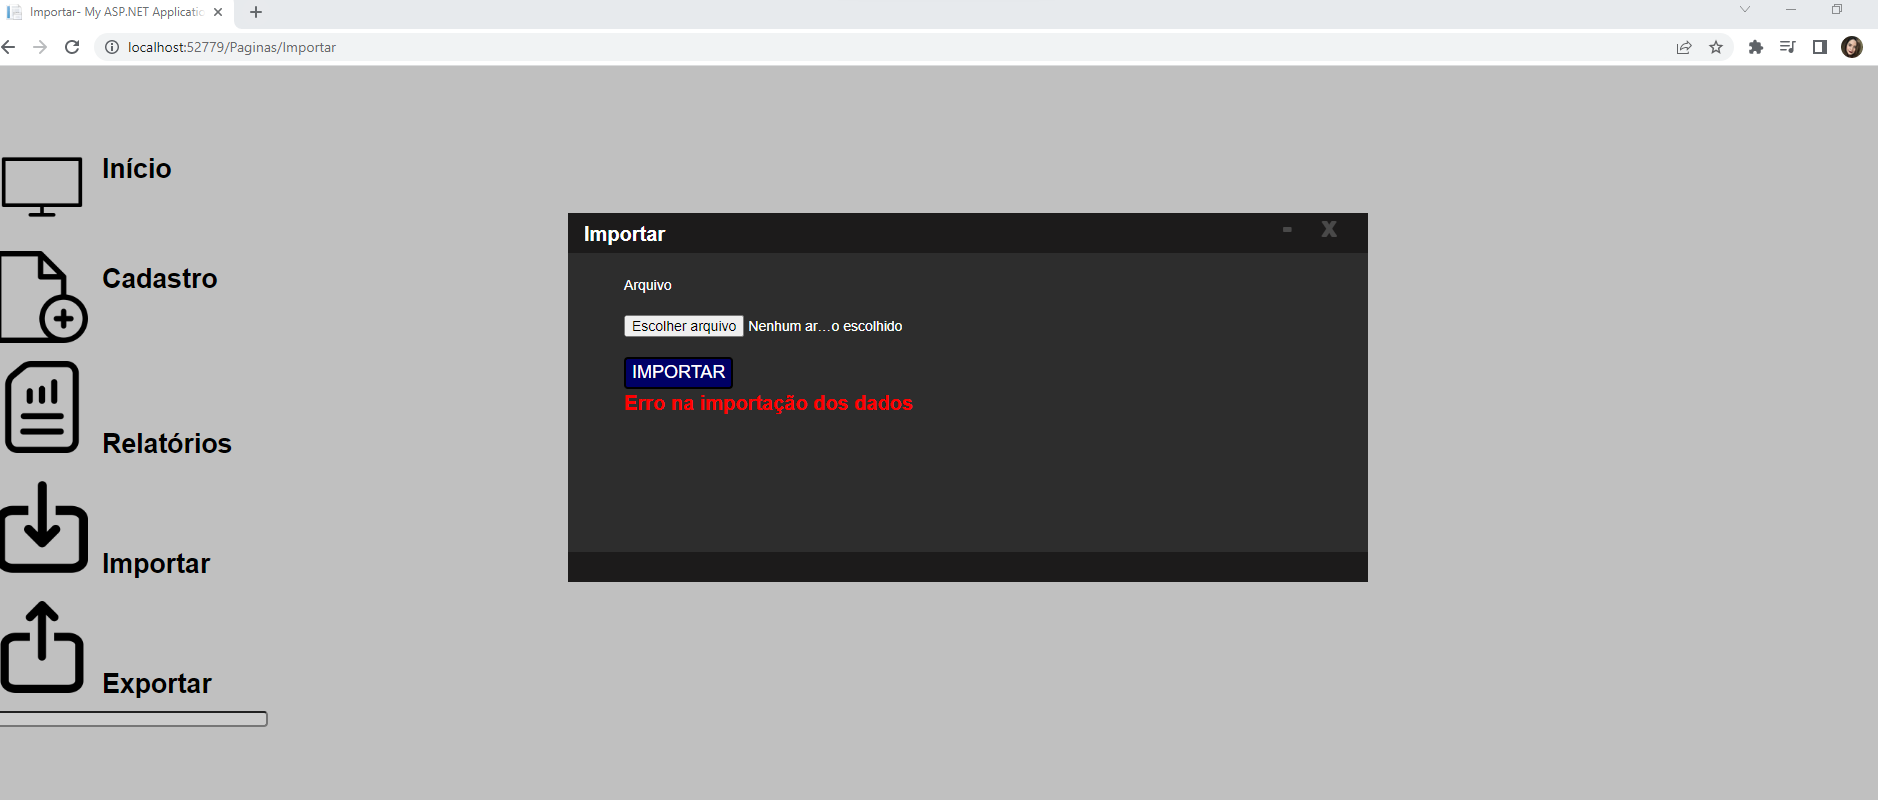 Importar- My ASP.NET Applicatio
localhost:52779/Paginas/Importar
Início
Cadastro
Relatórios
Importar
Exportar
Importar
- X
Arquivo
Escolher arquivo Nenhum ar...o escolhido
IMPORTAR
Erro na importação dos dados